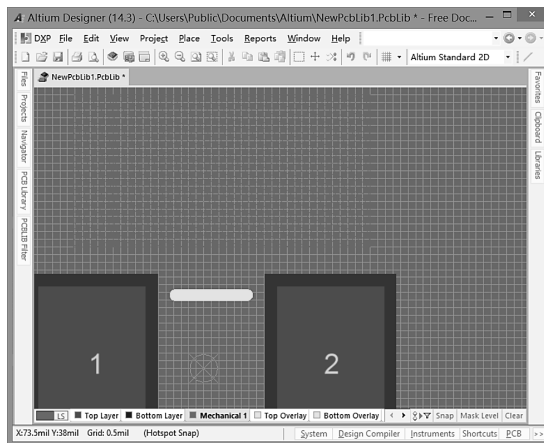 Altium Designer (14.3) - C:\Users\Public\Documents\Altium\NewPcbLib1.PcbLib * - Free Doc...
DXP File Edit View Project Place Tools Reports Window Help
Altium Standard 2D
NewPcbLib1.PcbLib *
Files
Projects
Navigator
PCB Library
PCBLIB Filter
Favorites
Clipboard
Libraries
1 2
LS Top Layer Bottom Layer Mechanical 1 Top Overlay Bottom Overlay Snap Mask Level Clear
X:73.5mil Y:38mil Grid: 0.5mil (Hotspot Snap) System Design Compiler Instruments Shortcuts PCB >>